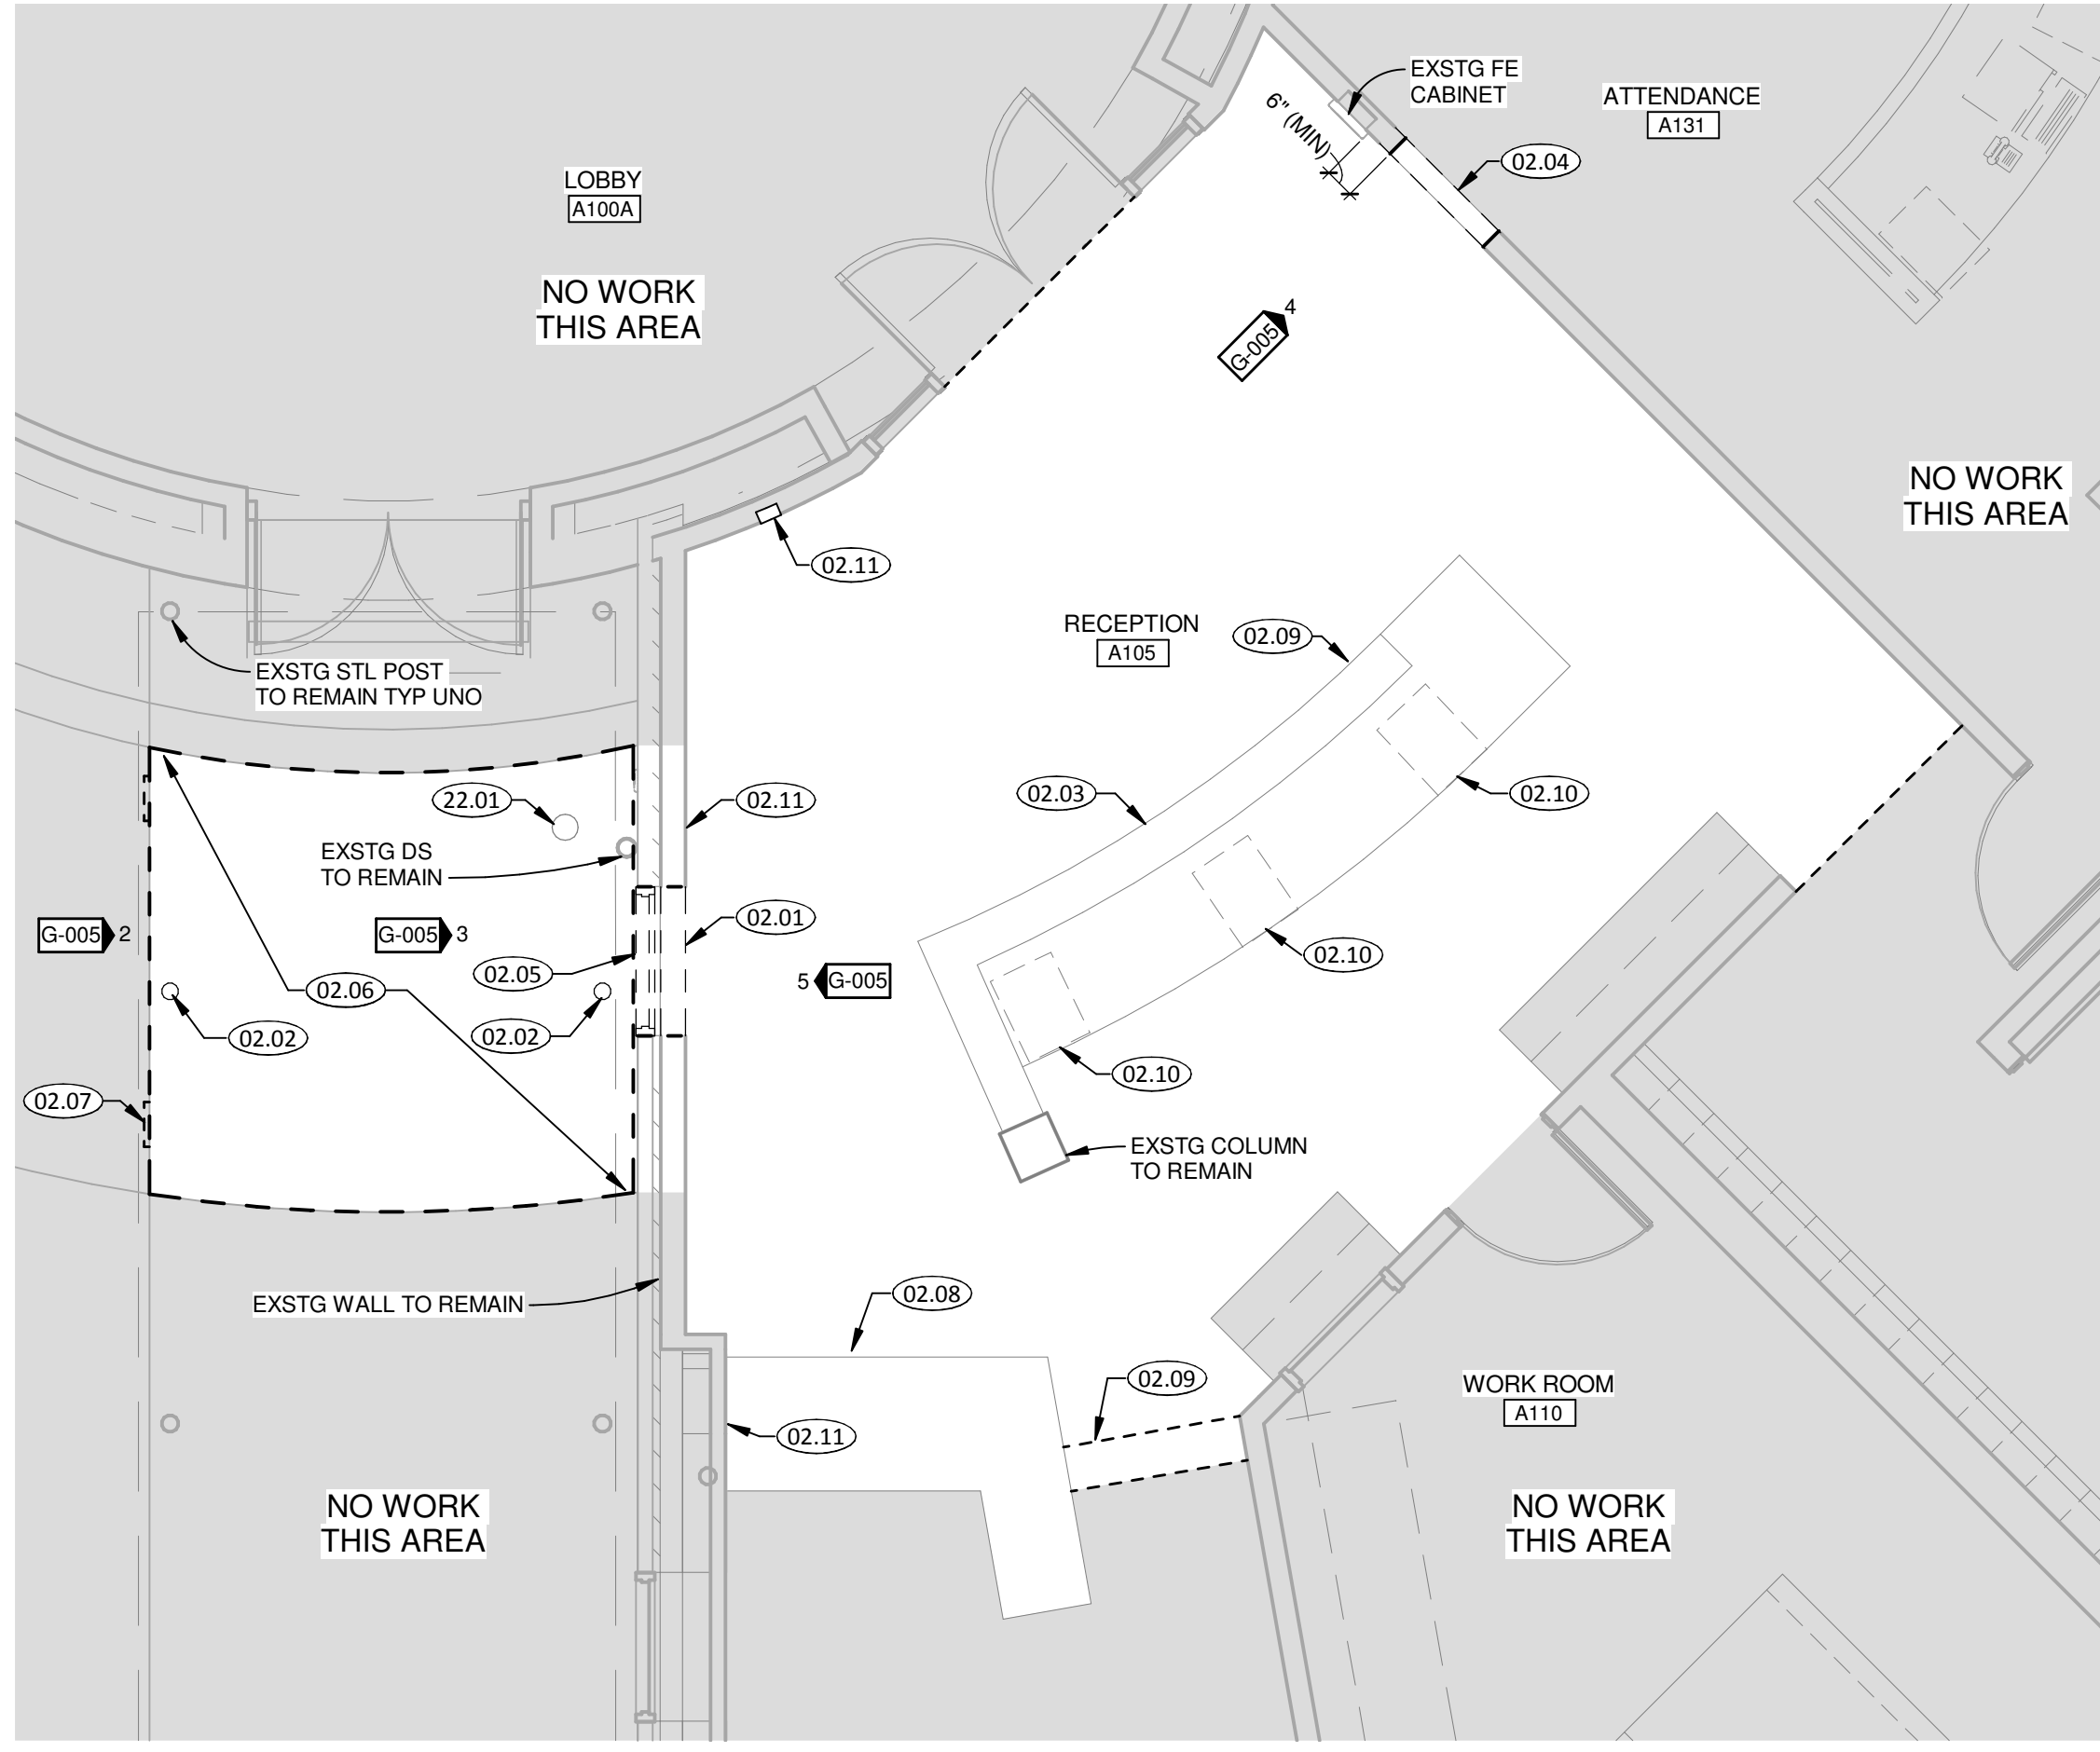 EXSTG FE
CABINET
ATTENDANCE
A131
6" (MIN)
02.04
LOBBY
A100A
NO WORK
THIS AREA
4
G-005
NO WORK
THIS AREA
02.11
RECEPTION
A105
02.09
EXSTG STL POST
TO REMAIN TYP UNO
22.01
02.11
02.03
02.10
EXSTG DS
TO REMAIN
02.01
G-005 2
G-005 3
02.05
02.10
5 G-005
02.06
02.02
02.02
02.10
02.07
EXSTG COLUMN
TO REMAIN
EXSTG WALL TO REMAIN
02.08
02.09
WORK ROOM
A110
02.11
NO WORK
THIS AREA
NO WORK
THIS AREA